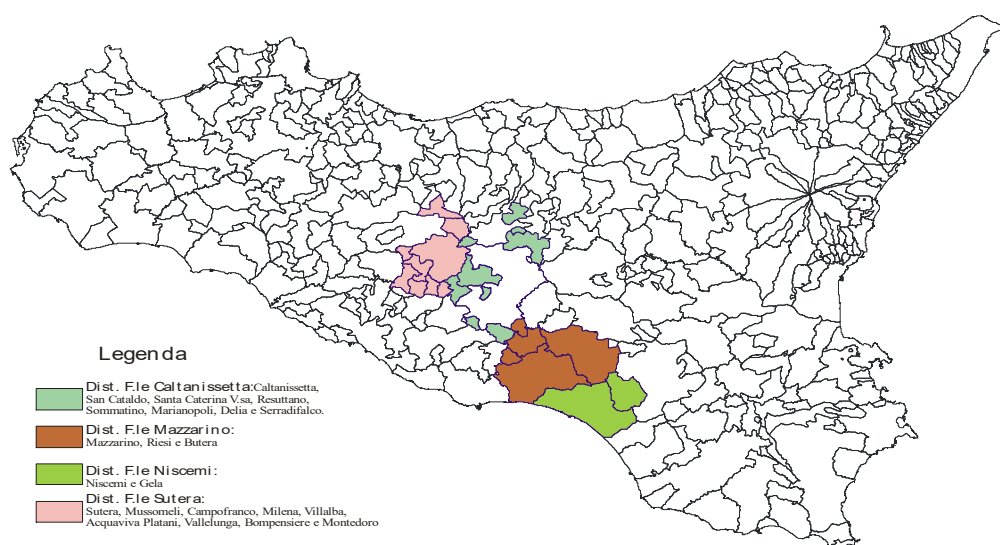 Legenda
Dist. F.le Caltanissetta:Caltanissetta,
San Cataldo, Santa Caterina V.sa, Resuttano,
Sommatino, Marianopoli, Delia e Serradifalco.
Dist. F.le Mazzarino:
Mazzarino, Riesi e Butera
Dist. F.le Niscemi:
Niscemi e Gela
Dist. F.le Sutera:
Sutera, Mussomeli, Campofranco, Milena, Villalba,
Acquaviva Platani, Vallelunga, Bompensiere e Montedoro